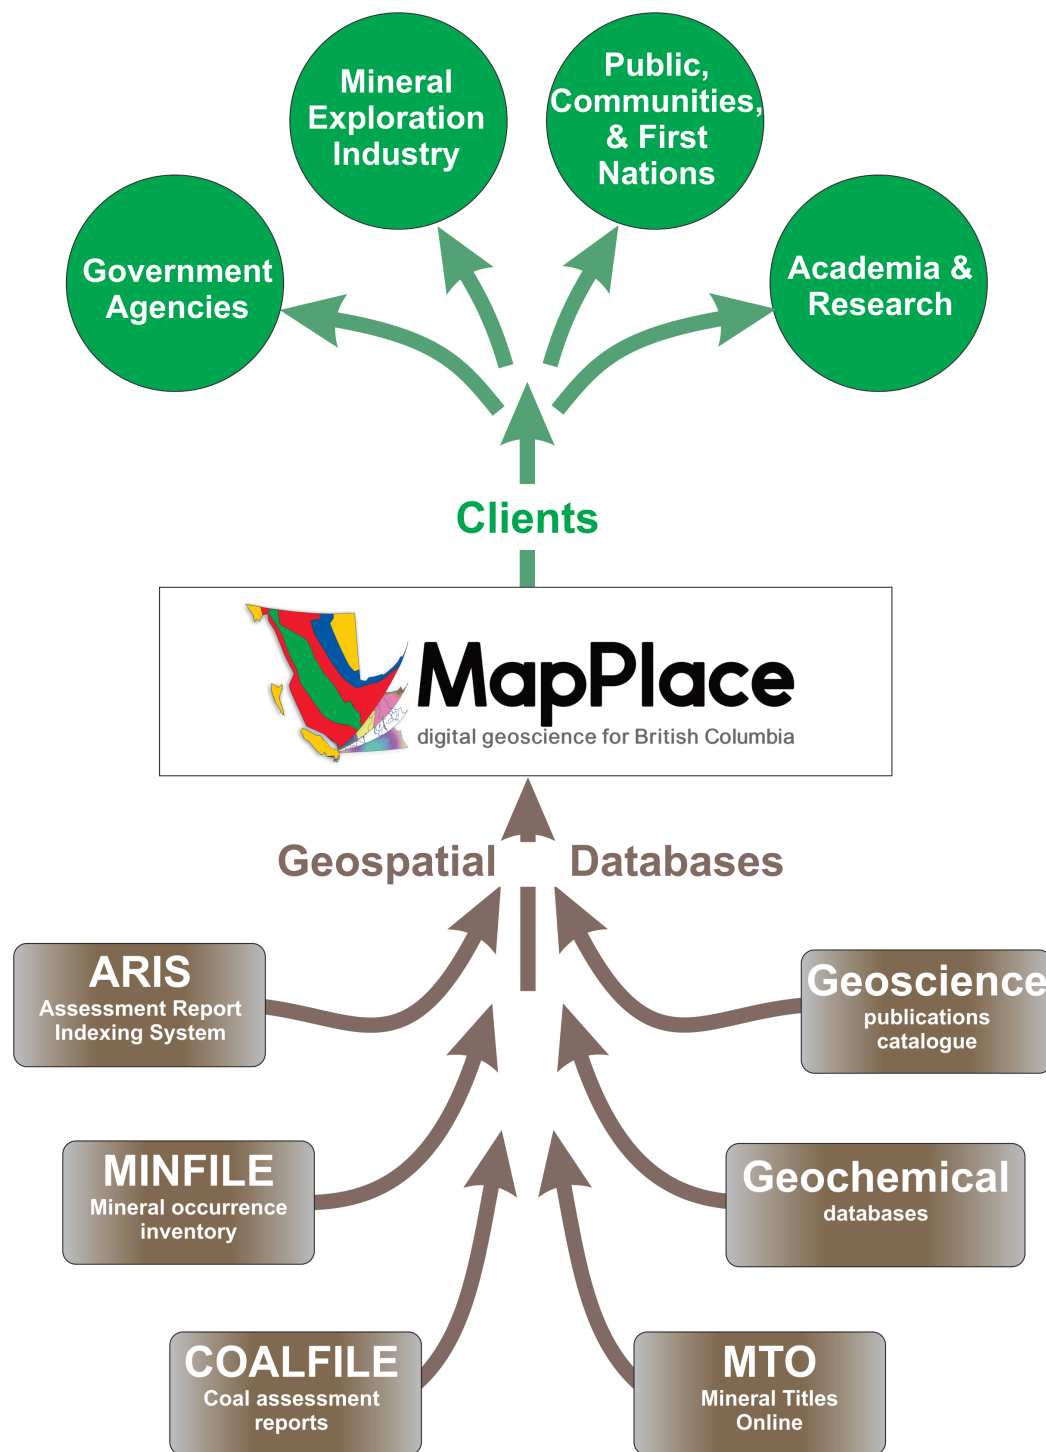 Mineral
Exploration
Industry
Public,
Communities,
& First
Nations
Government
Agencies
Academia &
Research
Clients
MapPlace
digital geoscience for British Columbia
Geospatial Databases
ARIS
Assessment Report
Indexing System
Geoscience
publications
catalogue
MINFILE
Mineral occurrence
inventory
Geochemical
databases
COALFILE
Coal assessment
reports
MTO
Mineral Titles
Online